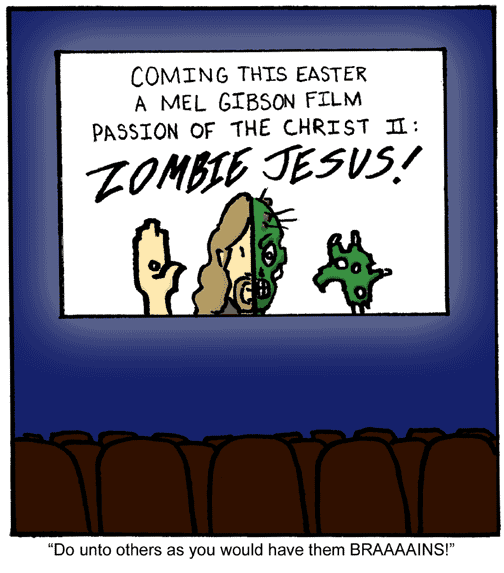 COMING THIS EASTER
A MEL GIBSON FILM
PASSION OF THE CHRIST II:
ZOMBIE JESUS!
“Do unto others as you would have them BRAAAAINS!”